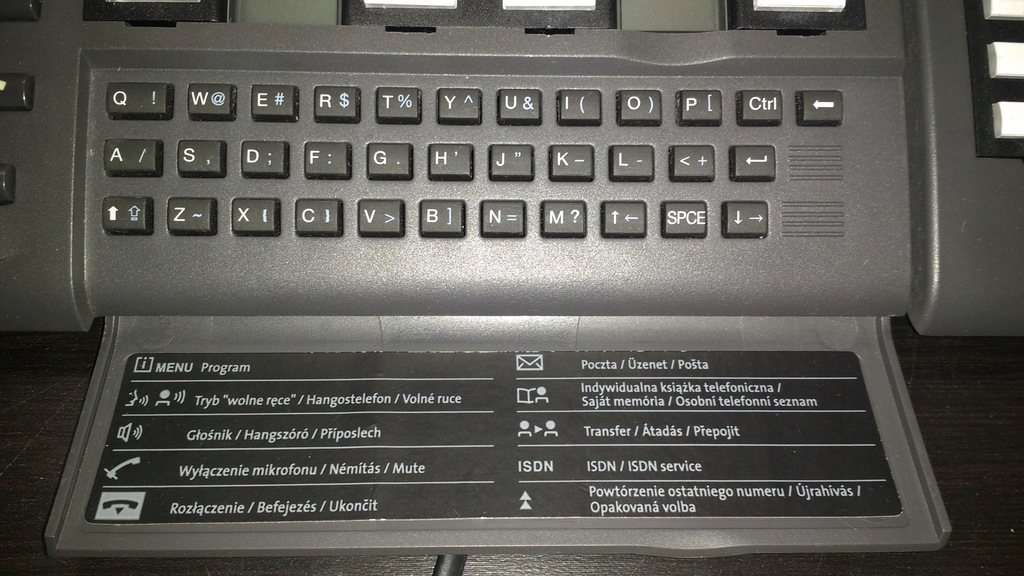 Q ! W @ E # R $ T % Y ^ U & I ( O ) P [ Ctrl ←
A / S , D ; F : G . H ' J " K – L - < + ↵
⬆ ⇧ Z ~ X { C } V > B ] N = M ? ↑ ← SPCE ↓ →
[i] MENU Program
Tryb "wolne ręce" / Hangostelefon / Volné ruce
Głośnik / Hangszóró / Příposlech
Wyłączenie mikrofonu / Némítás / Mute
Rozłączenie / Befejezés / Ukončit
Poczta / Üzenet / Pošta
Indywidualna książka telefoniczna /
Saját memória / Osobní telefonní seznam
Transfer / Átadás / Přepojit
ISDN ISDN / ISDN service
Powtórzenie ostatniego numeru / Újrahívás /
Opakovaná volba